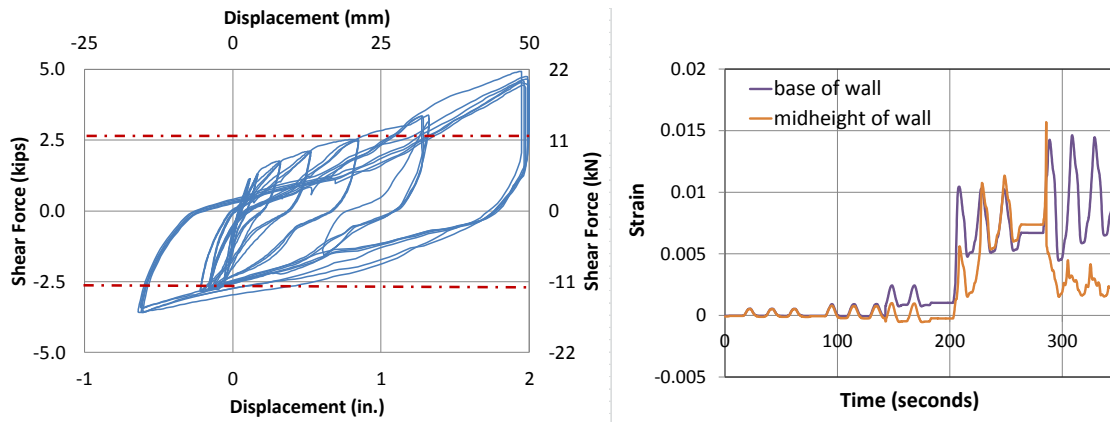 Displacement (mm)
-25 0 25 50
5.0 22
2.5 11
0.0 0
-2.5 -11
-5.0 -22
-1 0 1 2
Shear Force (kips)
Shear Force (kN)
Displacement (in.)
0.02
0.015
0.01
0.005
0
-0.005
0 100 200 300
base of wall
midheight of wall
Strain
Time (seconds)